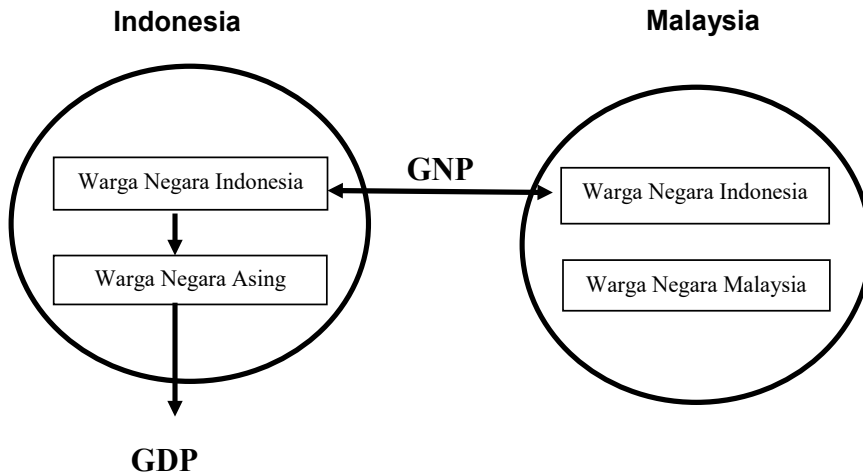 Indonesia
Malaysia
GNP
Warga Negara Indonesia
Warga Negara Indonesia
Warga Negara Asing
Warga Negara Malaysia
GDP